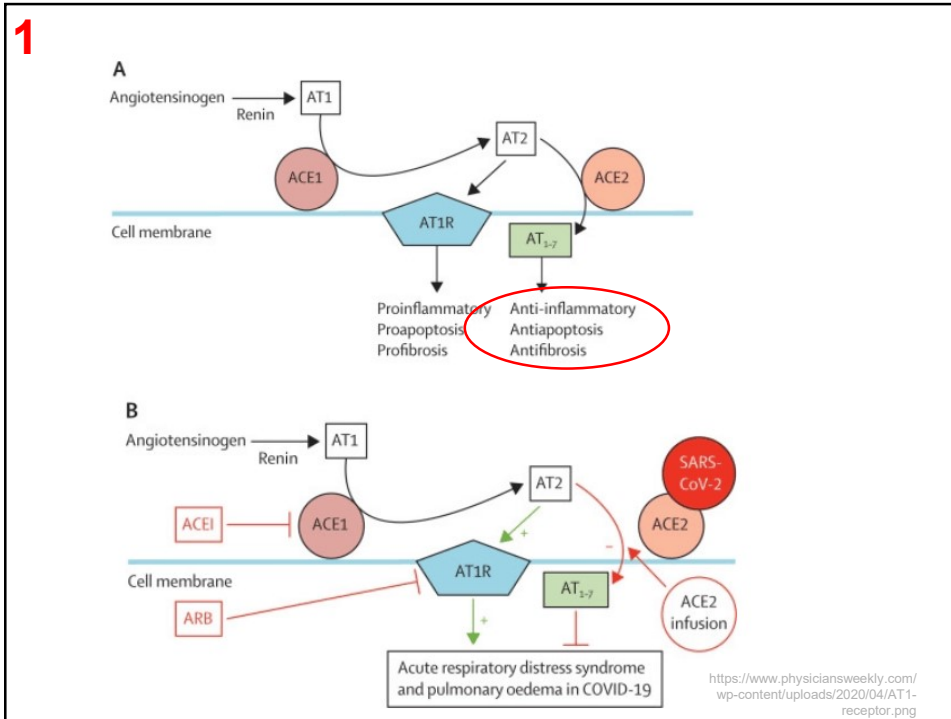 1
A
Angiotensinogen
Renin
AT1
AT2
ACE1
ACE2
AT1R
AT1-7
Cell membrane
Proinflammatory
Proapoptosis
Profibrosis
Anti-inflammatory
Antiapoptosis
Antifibrosis
B
Angiotensinogen
Renin
AT1
AT2
SARS-
CoV-2
ACE2
ACEI
ACE1
+
−
AT1R
AT1-7
Cell membrane
ARB
+
ACE2
infusion
Acute respiratory distress syndrome
and pulmonary oedema in COVID-19
https://www.physiciansweekly.com/
wp-content/uploads/2020/04/AT1-
receptor.png